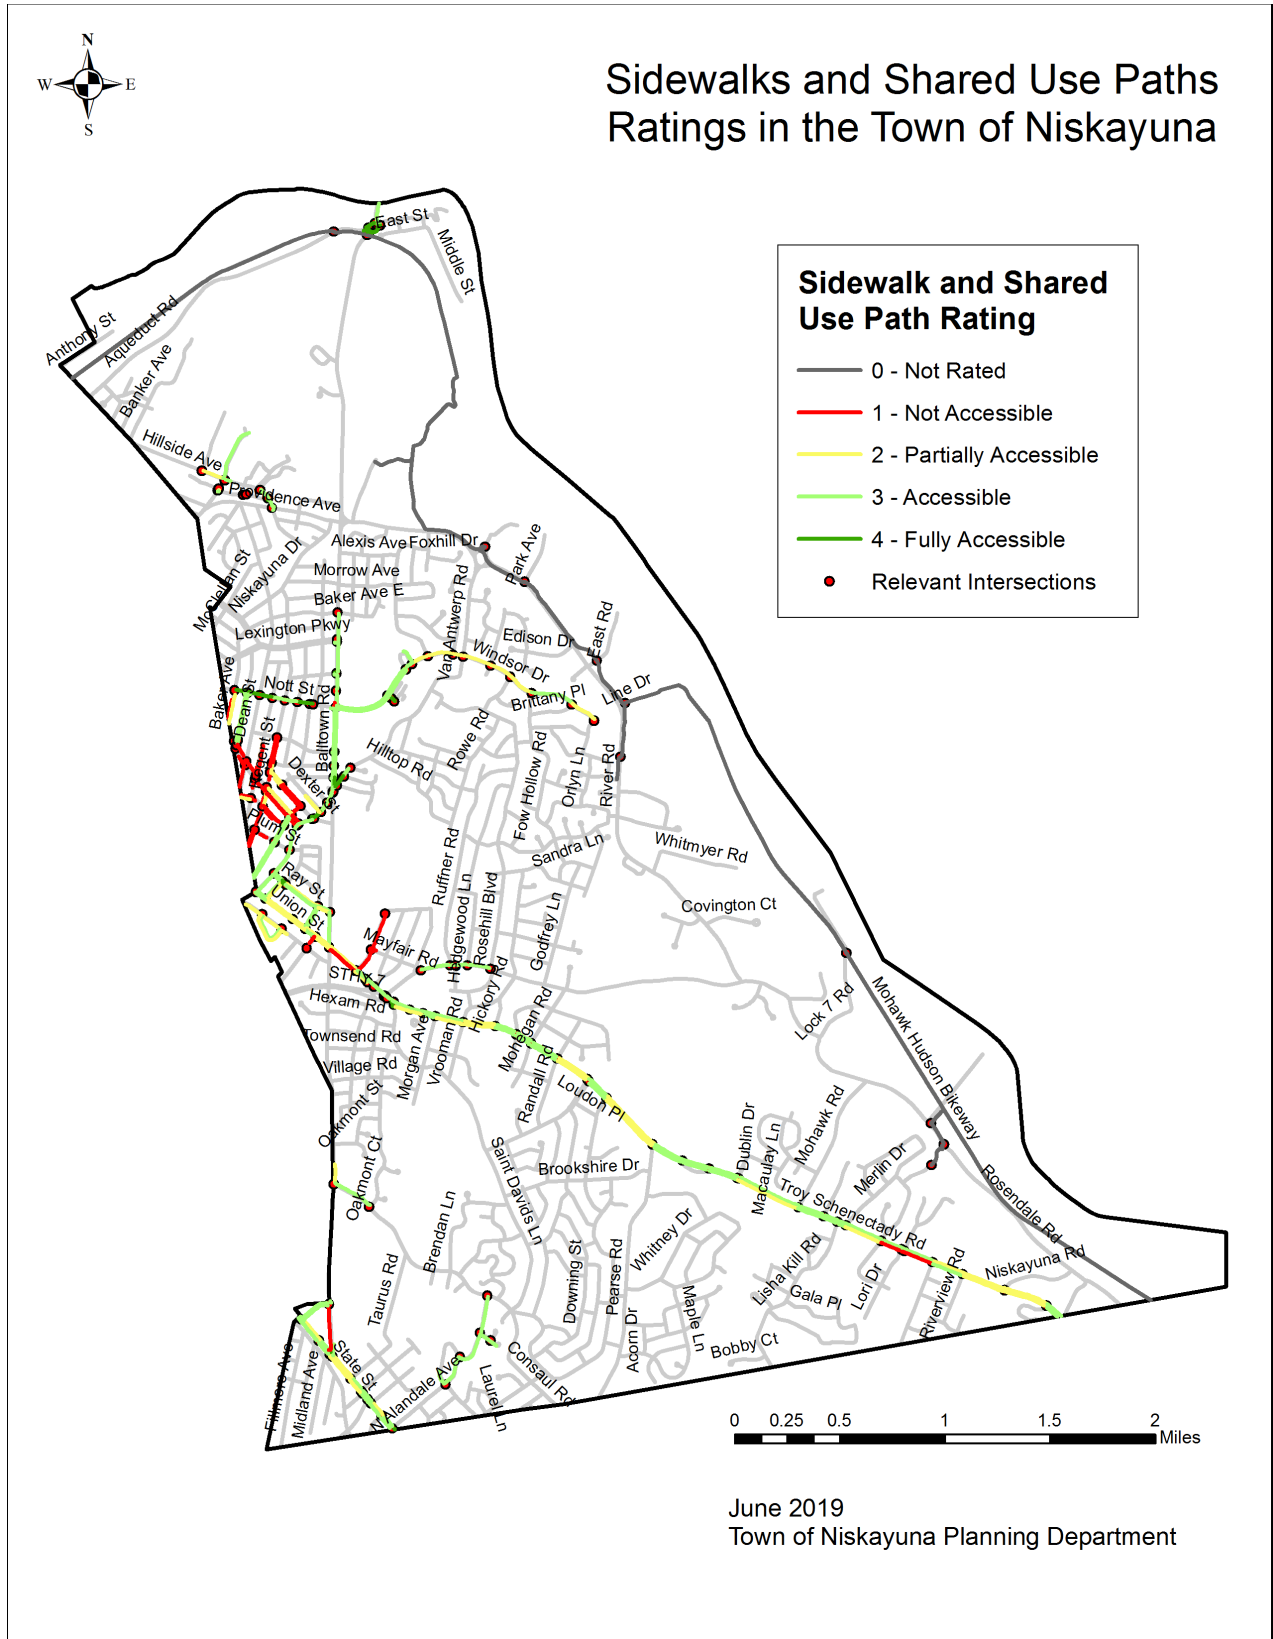 N
W
E
S
Sidewalks and Shared Use Paths
Ratings in the Town of Niskayuna
East St
Middle St
Anthony St
Aqueduct Rd
Banker Ave
Sidewalk and Shared
Use Path Rating
0 - Not Rated
1 - Not Accessible
2 - Partially Accessible
3 - Accessible
4 - Fully Accessible
Relevant Intersections
Hillside Ave
Providence Ave
Alexis Ave
Foxhill Dr
Park Ave
McClellan St
Niskayuna Dr
Morrow Ave
Baker Ave E
Lexington Pkwy
Van Antwerp Rd
Edison Dr
East Rd
Windsor Dr
Brittany Pl
Line Dr
Baker Ave
Dean St
Nott St
Balltown Rd
Regent St
Dexter St
Hilltop Rd
Rowe Rd
Fow Hollow Rd
Orlyn Ln
River Rd
Plum St
Sandra Ln
Whitmyer Rd
Ruffner Rd
Ray St
Union St
Hedgewood Ln
Rosehill Blvd
Godfrey Ln
Covington Ct
Mayfair Rd
STHY 7
Hexam Rd
Hickory Rd
Lock 7 Rd
Mohawk Hudson Bikeway
Townsend Rd
Village Rd
Morgan Ave
Vrooman Rd
Mohegan Rd
Randall Rd
Loudon Pl
Oakmont St
Oakmont Ct
Saint Davids Ln
Brookshire Dr
Dublin Dr
Macaulay Ln
Mohawk Rd
Merlin Dr
Troy Schenectady Rd
Rosendale Rd
Niskayuna Rd
Brendan Ln
Taurus Rd
Downing St
Pearse Rd
Whitney Dr
Lisha Kill Rd
Gala Pl
Lori Dr
Riverview Rd
Maple Ln
Acorn Dr
Bobby Ct
Fillmore Ave
Midland Ave
State St
N Alandale Ave
Laurel Ln
Consaul Rd
0 0.25 0.5 1 1.5 2
Miles
June 2019
Town of Niskayuna Planning Department